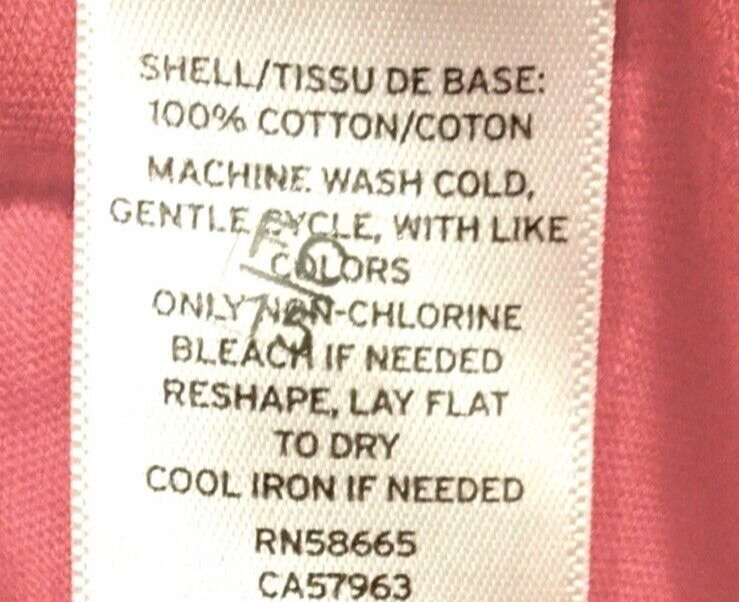 SHELL/TISSU DE BASE:
100% COTTON/COTON
MACHINE WASH COLD,
GENTLE CYCLE, WITH LIKE
COLORS
ONLY NON-CHLORINE
BLEACH IF NEEDED
RESHAPE, LAY FLAT
TO DRY
COOL IRON IF NEEDED
RN58665
CA57963